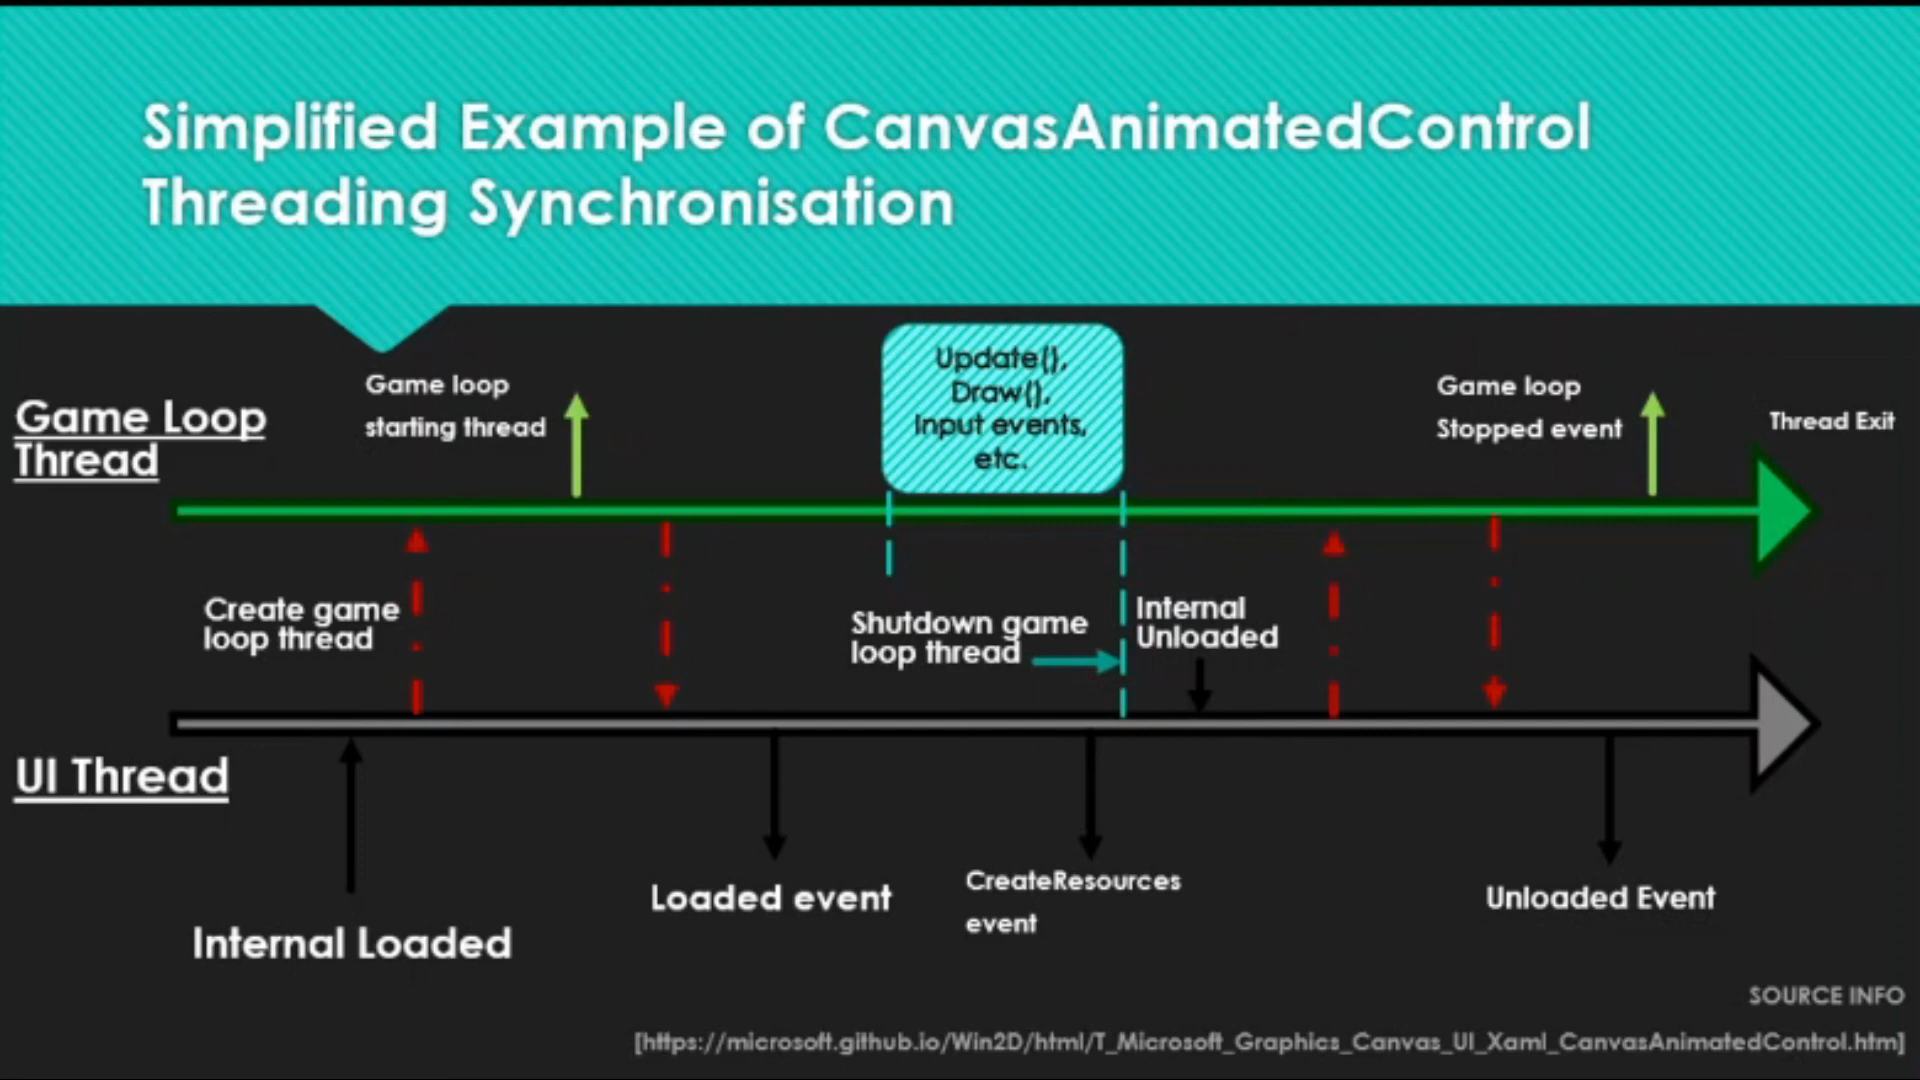 Simplified Example of CanvasAnimatedControl
Threading Synchronisation
Game Loop
Thread
Game loop
starting thread
Update(),
Draw(),
Input events,
etc.
Game loop
Stopped event
Thread Exit
Create game
loop thread
Shutdown game
loop thread
Internal
Unloaded
UI Thread
Internal Loaded
Loaded event
CreateResources
event
Unloaded Event
SOURCE INFO
[https://microsoft.github.io/Win2D/html/T_Microsoft_Graphics_Canvas_UI_Xaml_CanvasAnimatedControl.htm]